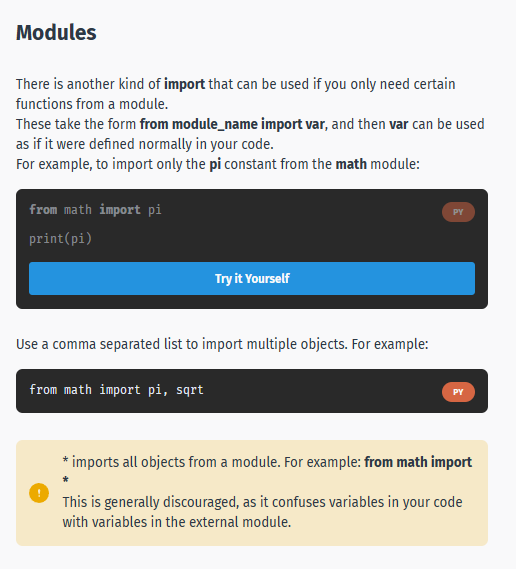 Modules
There is another kind of import that can be used if you only need certain
functions from a module.
These take the form from module_name import var, and then var can be used
as if it were defined normally in your code.
For example, to import only the pi constant from the math module:
from math import pi
PY
print(pi)
Try it Yourself
Use a comma separated list to import multiple objects. For example:
from math import pi, sqrt
PY
* imports all objects from a module. For example: from math import
*
!
This is generally discouraged, as it confuses variables in your code
with variables in the external module.